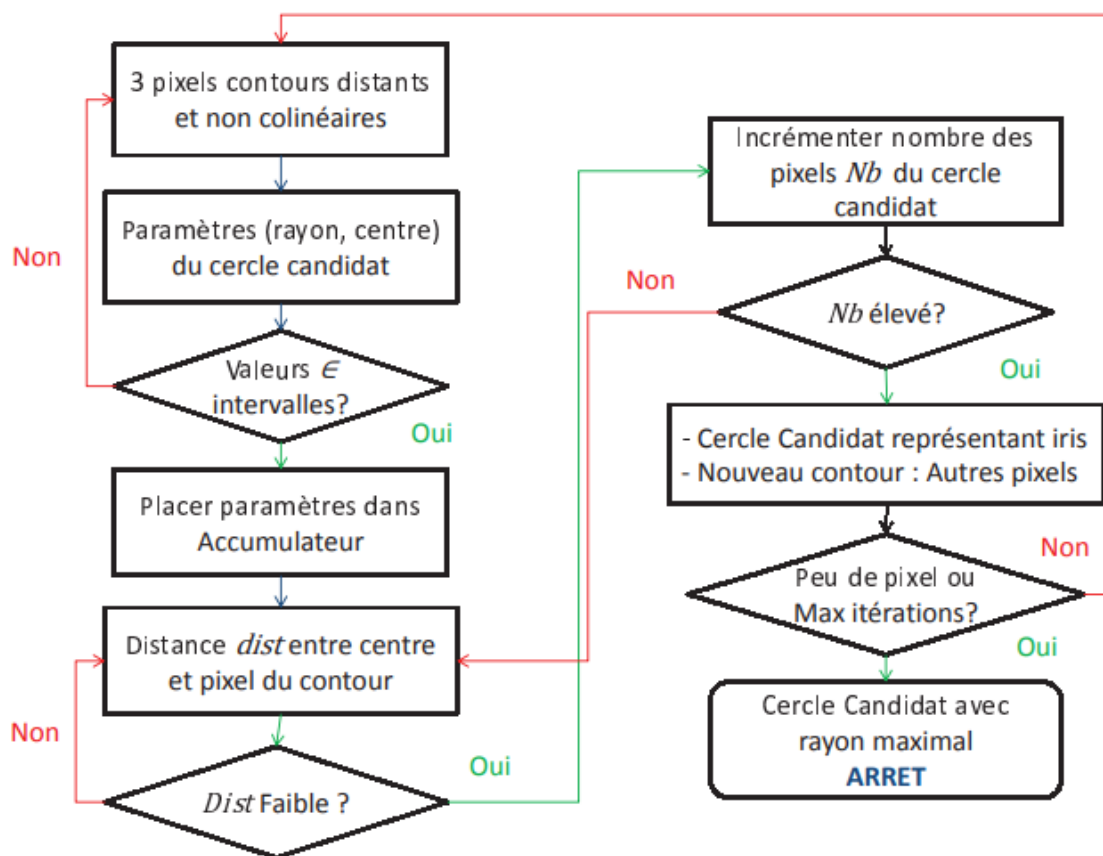 3 pixels contours distants
et non colinéaires
Non
Paramètres (rayon, centre)
du cercle candidat
Valeurs ∈
intervalles?
Oui
Placer paramètres dans
Accumulateur
Distance dist entre centre
et pixel du contour
Non
Dist Faible ?
Oui
Incrémenter nombre des
pixels Nb du cercle
candidat
Non
Nb élevé?
Oui
- Cercle Candidat représentant iris
- Nouveau contour : Autres pixels
Non
Peu de pixel ou
Max itérations?
Oui
Cercle Candidat avec
rayon maximal
ARRET